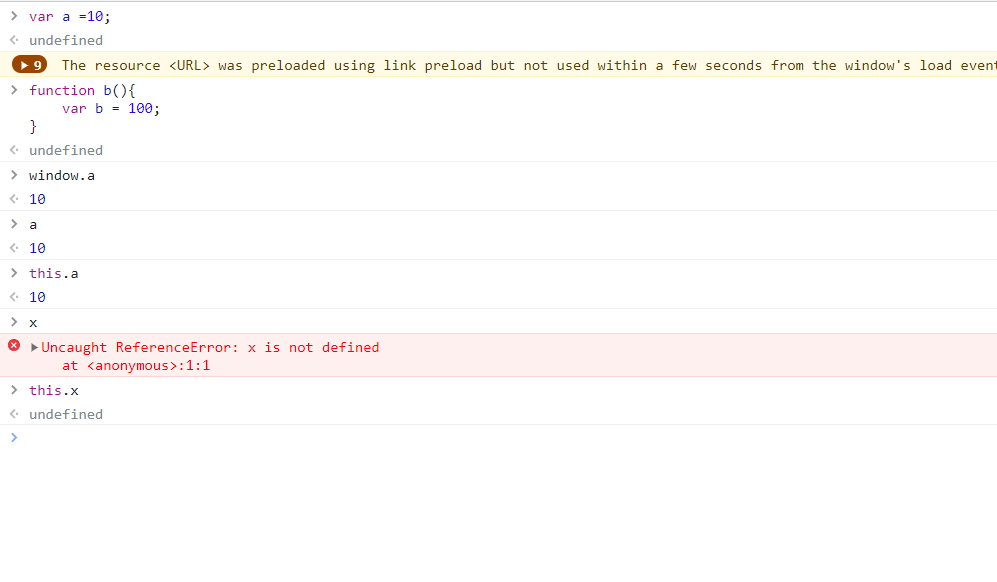 var a =10;
undefined
9 The resource <URL> was preloaded using link preload but not used within a few seconds from the window's load event
function b(){
    var b = 100;
}
undefined
window.a
10
a
10
this.a
10
x
Uncaught ReferenceError: x is not defined
    at <anonymous>:1:1
this.x
undefined